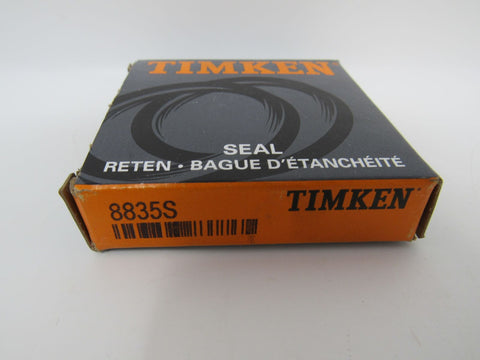 TIMKEN
SEAL
RETEN • BAGUE D'ÉTANCHÉITÉ
8835S
TIMKEN